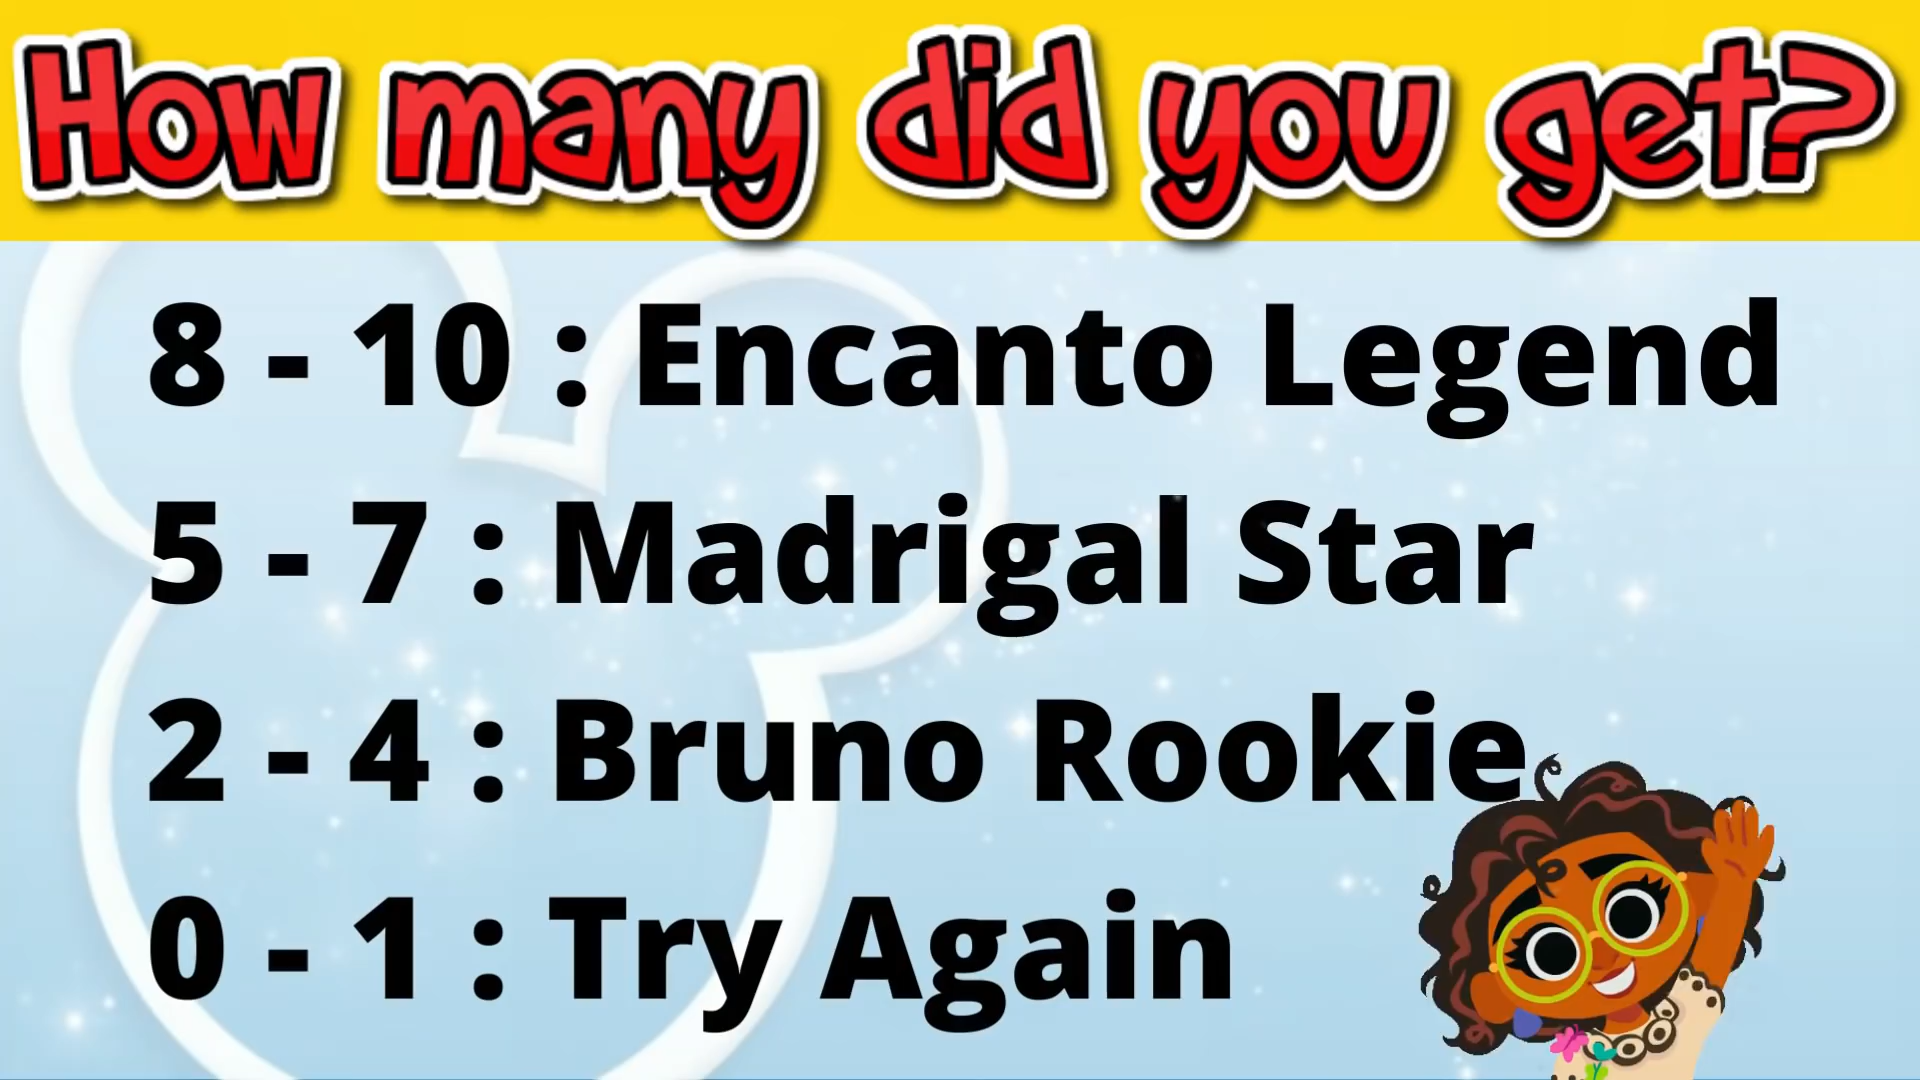 How many did you get?
8 - 10 : Encanto Legend
5 - 7 : Madrigal Star
2 - 4 : Bruno Rookie
0 - 1 : Try Again